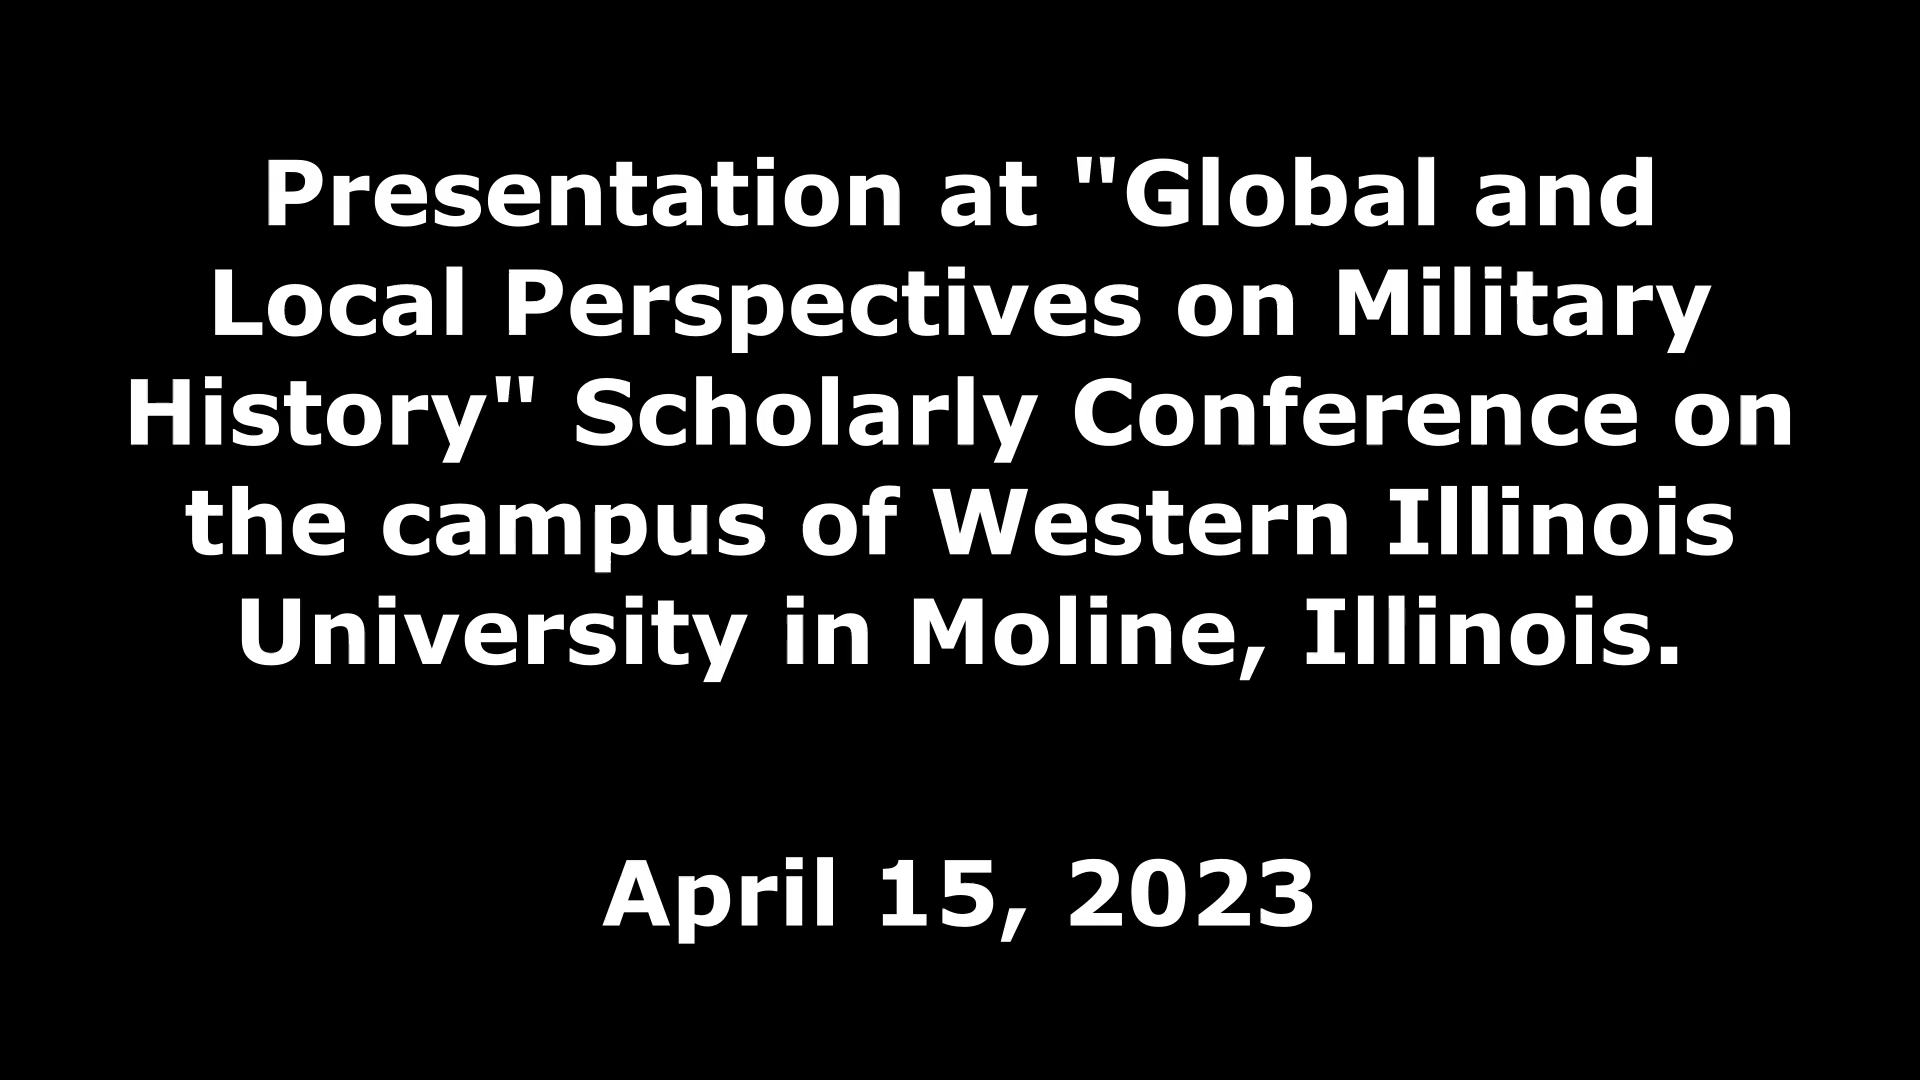 Presentation at "Global and
Local Perspectives on Military
History" Scholarly Conference on
the campus of Western Illinois
University in Moline, Illinois.
April 15, 2023